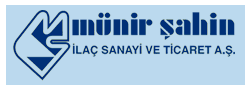 münir şahin
İLAÇ SANAYİ VE TİCARET A.Ş.